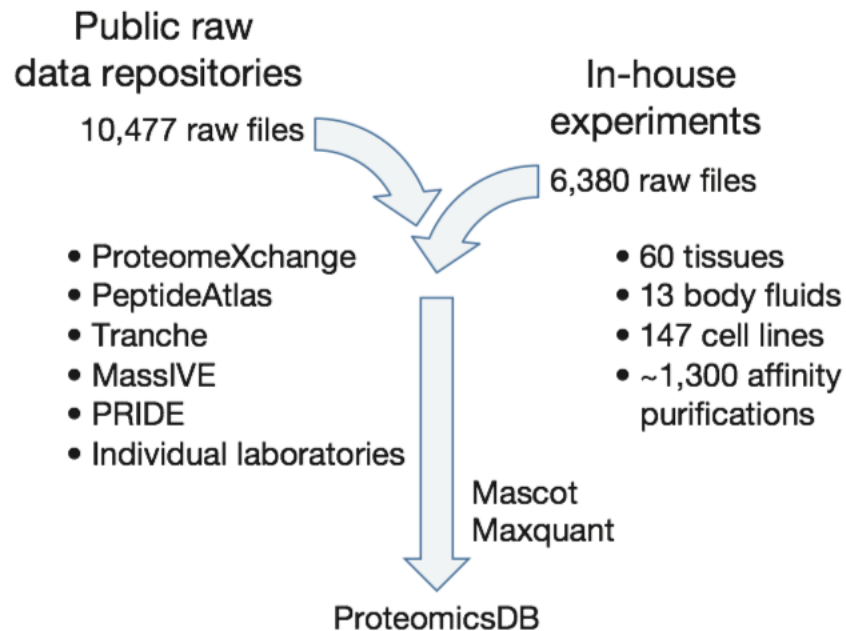 Public raw
data repositories
10,477 raw files
In-house
experiments
6,380 raw files
• ProteomeXchange
• PeptideAtlas
• Tranche
• MassIVE
• PRIDE
• Individual laboratories
• 60 tissues
• 13 body fluids
• 147 cell lines
• ~1,300 affinity
purifications
Mascot
Maxquant
ProteomicsDB